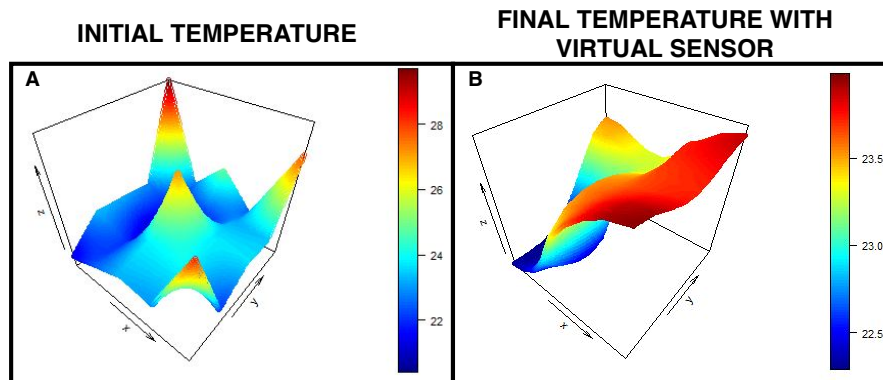 INITIAL TEMPERATURE
FINAL TEMPERATURE WITH
VIRTUAL SENSOR
A
z
x
y
28
26
24
22
B
z
x
y
23.5
23.0
22.5